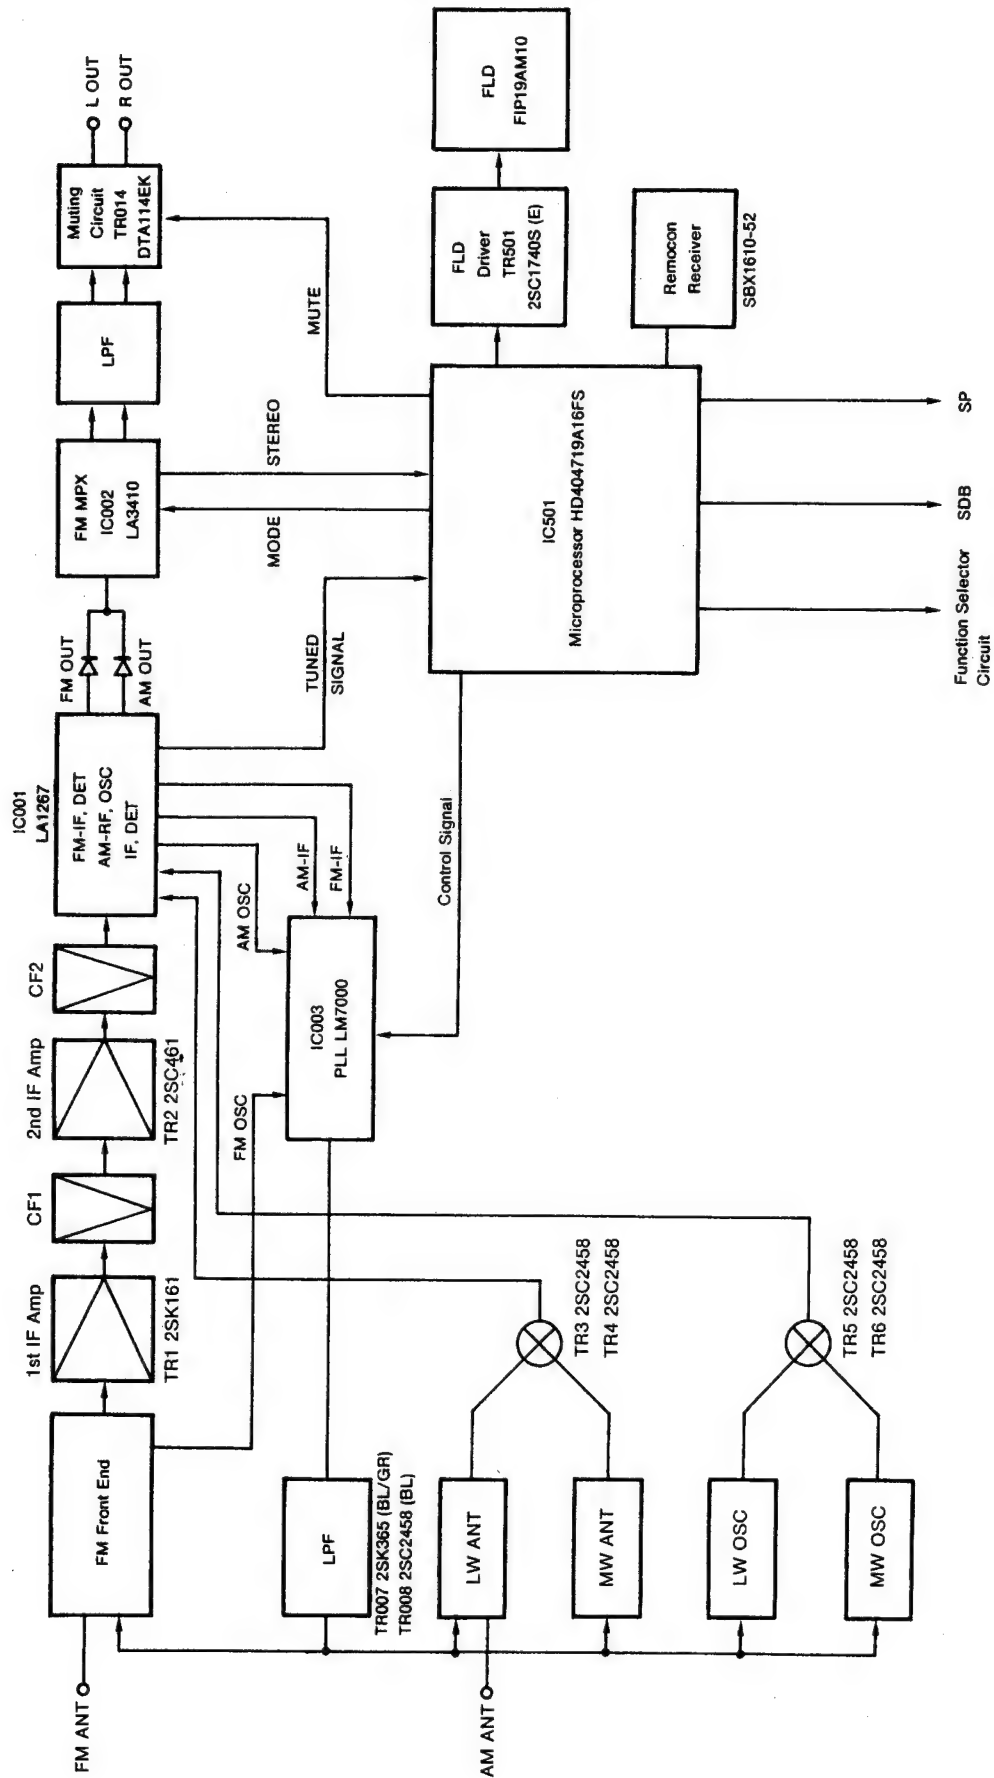 FM ANT
FM Front End
1st IF Amp
TR1 2SK161
CF1
2nd IF Amp
TR2 2SC461
CF2
IC001
LA1267
FM-IF, DET
AM-RF, OSC
IF, DET
FM OUT
AM OUT
FM MPX
IC002
LA3410
LPF
Muting
Circuit
TR014
DTA114EK
L OUT
R OUT
FM OSC
AM OSC
AM-IF
FM-IF
TUNED
SIGNAL
MODE
STEREO
MUTE
IC003
PLL LM7000
Control Signal
LPF
TR007 2SK365 (BL/GR)
TR008 2SC2458 (BL)
AM ANT
LW ANT
MW ANT
TR3 2SC2458
TR4 2SC2458
LW OSC
MW OSC
TR5 2SC2458
TR6 2SC2458
IC501
Microprocessor HD404719A16FS
FLD
Driver
TR501
2SC1740S (E)
FLD
FIP19AM10
Remocon
Receiver
SBX1610-52
Function Selector
Circuit
SDB
SP